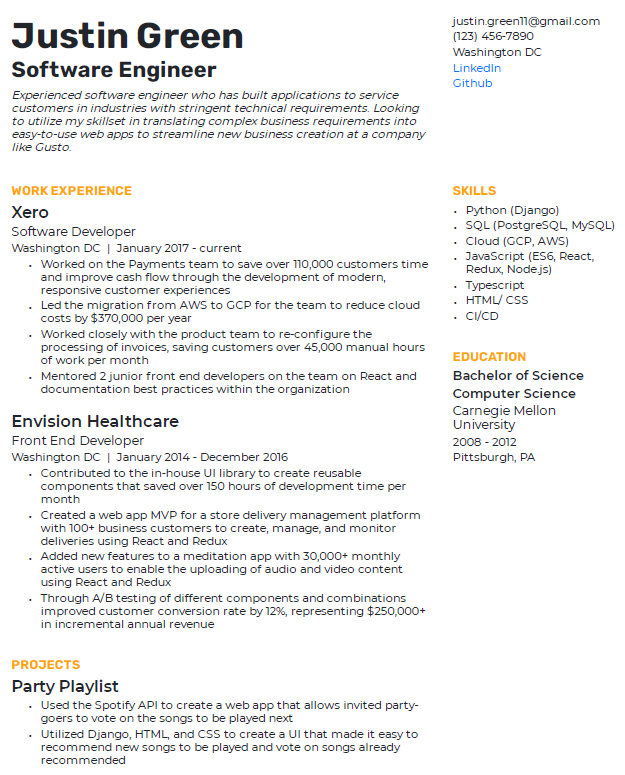 Justin Green
Software Engineer
Experienced software engineer who has built applications to service
customers in industries with stringent technical requirements. Looking
to utilize my skillset in translating complex business requirements into
easy-to-use web apps to streamline new business creation at a company
like Gusto.
justin.green11@gmail.com
(123) 456-7890
Washington DC
LinkedIn
Github
WORK EXPERIENCE
Xero
Software Developer
Washington DC | January 2017 - current
• Worked on the Payments team to save over 110,000 customers time
and improve cash flow through the development of modern,
responsive customer experiences
• Led the migration from AWS to GCP for the team to reduce cloud
costs by $370,000 per year
• Worked closely with the product team to re-configure the
processing of invoices, saving customers over 45,000 manual hours
of work per month
• Mentored 2 junior front end developers on the team on React and
documentation best practices within the organization
Envision Healthcare
Front End Developer
Washington DC | January 2014 - December 2016
• Contributed to the in-house UI library to create reusable
components that saved over 150 hours of development time per
month
• Created a web app MVP for a store delivery management platform
with 100+ business customers to create, manage, and monitor
deliveries using React and Redux
• Added new features to a meditation app with 30,000+ monthly
active users to enable the uploading of audio and video content
using React and Redux
• Through A/B testing of different components and combinations
improved customer conversion rate by 12%, representing $250,000+
in incremental annual revenue
PROJECTS
Party Playlist
• Used the Spotify API to create a web app that allows invited party-
goers to vote on the songs to be played next
• Utilized Django, HTML, and CSS to create a UI that made it easy to
recommend new songs to be played and vote on songs already
recommended
SKILLS
• Python (Django)
• SQL (PostgreSQL, MySQL)
• Cloud (GCP, AWS)
• JavaScript (ES6, React,
Redux, Node.js)
• Typescript
• HTML/ CSS
• CI/CD
EDUCATION
Bachelor of Science
Computer Science
Carnegie Mellon
University
2008 - 2012
Pittsburgh, PA